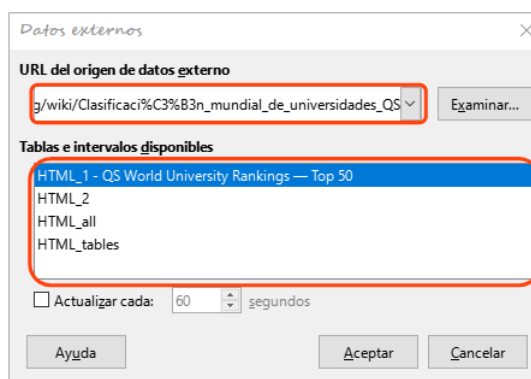 Datos externos
URL del origen de datos externo
g/wiki/Clasificaci%C3%B3n_mundial_de_universidades_QS
Examinar...
Tablas e intervalos disponibles
HTML_1 - QS World University Rankings — Top 50
HTML_2
HTML_all
HTML_tables
Actualizar cada: 60 segundos
Ayuda Aceptar Cancelar